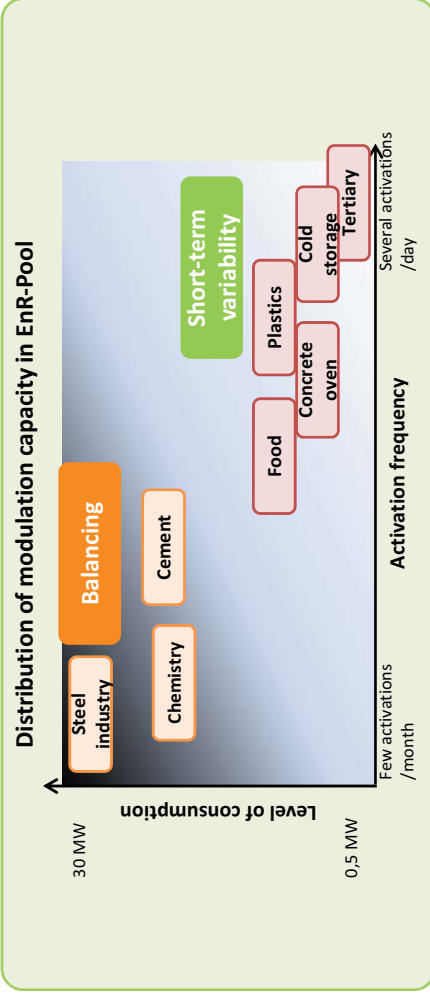 Distribution of modulation capacity in EnR-Pool
30 MW
Level of consumption
0,5 MW
Steel
industry
Balancing
Chemistry
Cement
Short-term
variability
Food
Plastics
Concrete
oven
Cold
storage
Tertiary
Few activations
/month
Activation frequency
Several activations
/day